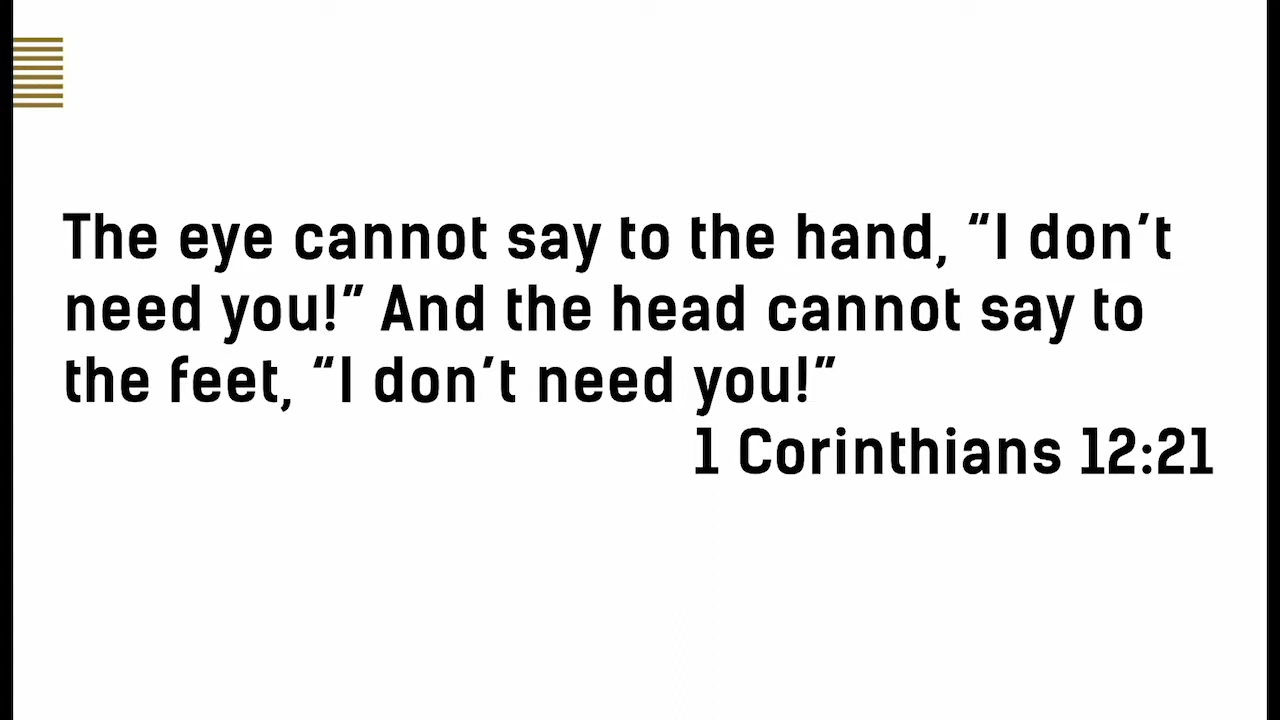 The eye cannot say to the hand, “I don’t
need you!” And the head cannot say to
the feet, “I don’t need you!”
1 Corinthians 12:21